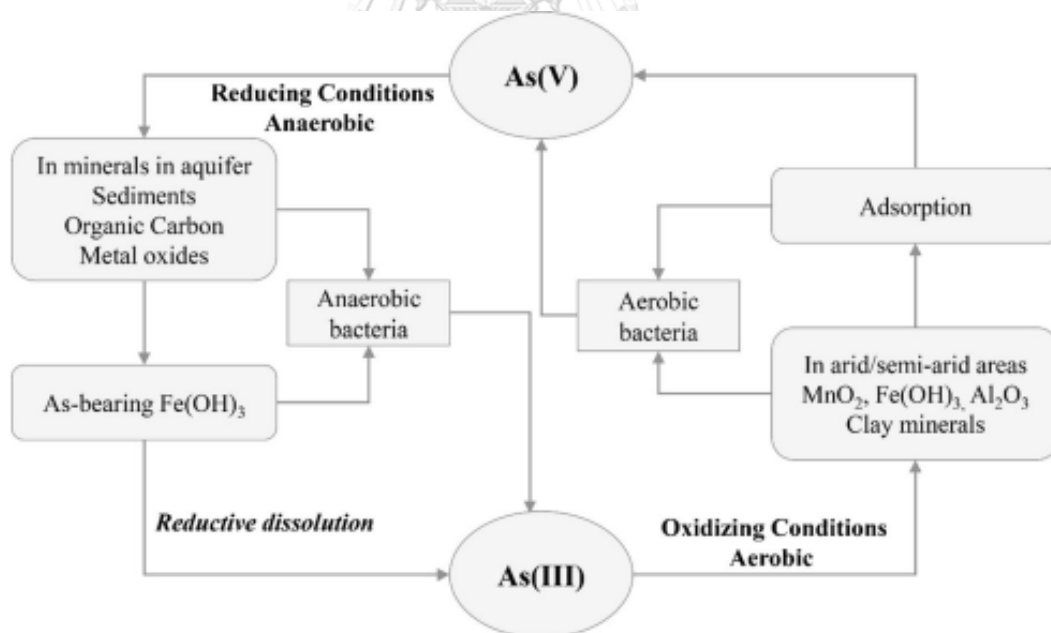 As(V)
Reducing Conditions
Anaerobic
In minerals in aquifer
Sediments
Organic Carbon
Metal oxides
Adsorption
Anaerobic
bacteria
Aerobic
bacteria
As-bearing Fe(OH)₃
In arid/semi-arid areas
MnO₂, Fe(OH)₃, Al₂O₃
Clay minerals
Reductive dissolution
Oxidizing Conditions
Aerobic
As(III)